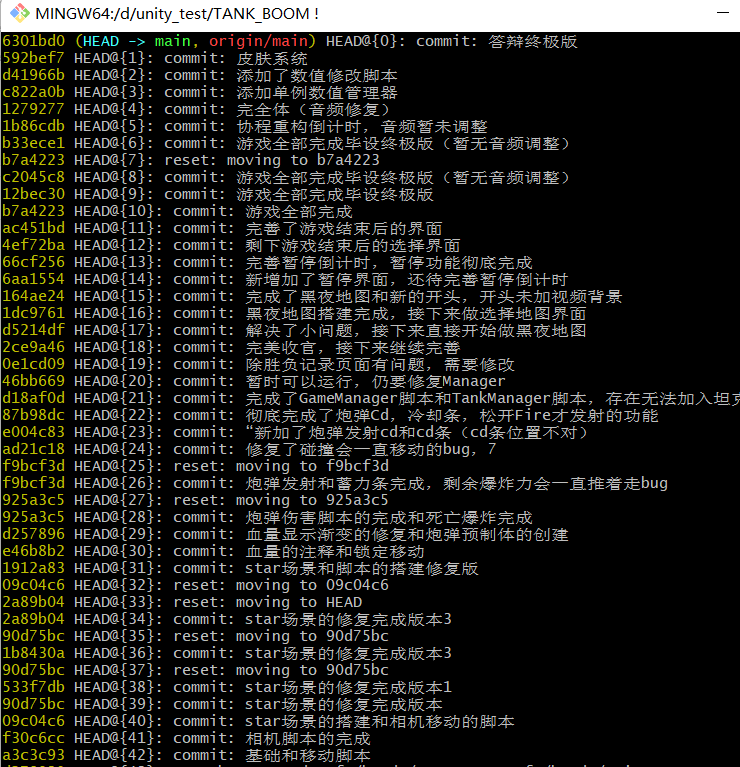 MINGW64:/d/unity_test/TANK_BOOM !
6301bd0 (HEAD -> main, origin/main) HEAD@{0}: commit: 答辩终极版
592bef7 HEAD@{1}: commit: 皮肤系统
d41966b HEAD@{2}: commit: 添加了数值修改脚本
c822a0b HEAD@{3}: commit: 添加单例数值管理器
1279277 HEAD@{4}: commit: 完全体（音频修复）
1b86cdb HEAD@{5}: commit: 协程重构倒计时，音频暂未调整
b33ece1 HEAD@{6}: commit: 游戏全部完成毕设终极版（暂无音频调整）
b7a4223 HEAD@{7}: reset: moving to b7a4223
c2045c8 HEAD@{8}: commit: 游戏全部完成毕设终极版（暂无音频调整）
12bec30 HEAD@{9}: commit: 游戏全部完成毕设终极版
b7a4223 HEAD@{10}: commit: 游戏全部完成
ac451bd HEAD@{11}: commit: 完善了游戏结束后的界面
4ef72ba HEAD@{12}: commit: 剩下游戏结束后的选择界面
66cf256 HEAD@{13}: commit: 完善暂停倒计时，暂停功能彻底完成
6aa1554 HEAD@{14}: commit: 新增加了暂停界面，还待完善暂停倒计时
164ae24 HEAD@{15}: commit: 完成了黑夜地图和新的开头，开头未加视频背景
1dc9761 HEAD@{16}: commit: 黑夜地图搭建完成，接下来做选择地图界面
d5214df HEAD@{17}: commit: 解决了小问题，接下来直接开始做黑夜地图
2ce9a46 HEAD@{18}: commit: 完美收官，接下来继续完善
0e1cd09 HEAD@{19}: commit: 除胜负记录页面有问题，需要修改
46bb669 HEAD@{20}: commit: 暂时可以运行，仍要修复Manager
d18af0d HEAD@{21}: commit: 完成了GameManager脚本和TankManager脚本，存在无法加入坦克
87b98dc HEAD@{22}: commit: 彻底完成了炮弹Cd，冷却条，松开Fire才发射的功能
e004c83 HEAD@{23}: commit: “新加了炮弹发射cd和cd条（cd条位置不对）
ad21c18 HEAD@{24}: commit: 修复了碰撞会一直移动的bug，7
f9bcf3d HEAD@{25}: reset: moving to f9bcf3d
f9bcf3d HEAD@{26}: commit: 炮弹发射和蓄力条完成，剩余爆炸力会一直推着走bug
925a3c5 HEAD@{27}: reset: moving to 925a3c5
925a3c5 HEAD@{28}: commit: 炮弹伤害脚本的完成和死亡爆炸完成
d257896 HEAD@{29}: commit: 血量显示渐变的修复和炮弹预制体的创建
e46b8b2 HEAD@{30}: commit: 血量的注释和锁定移动
1912a83 HEAD@{31}: commit: star场景和脚本的搭建修复版
09c04c6 HEAD@{32}: reset: moving to 09c04c6
2a89b04 HEAD@{33}: reset: moving to HEAD
2a89b04 HEAD@{34}: commit: star场景的修复完成版本3
90d75bc HEAD@{35}: reset: moving to 90d75bc
1b8430a HEAD@{36}: commit: star场景的修复完成版本3
90d75bc HEAD@{37}: reset: moving to 90d75bc
533f7db HEAD@{38}: commit: star场景的修复完成版本1
90d75bc HEAD@{39}: commit: star场景的修复完成版本
09c04c6 HEAD@{40}: commit: star场景的搭建和相机移动的脚本
f30c6cc HEAD@{41}: commit: 相机脚本的完成
a3c3c93 HEAD@{42}: commit: 基础和移动脚本